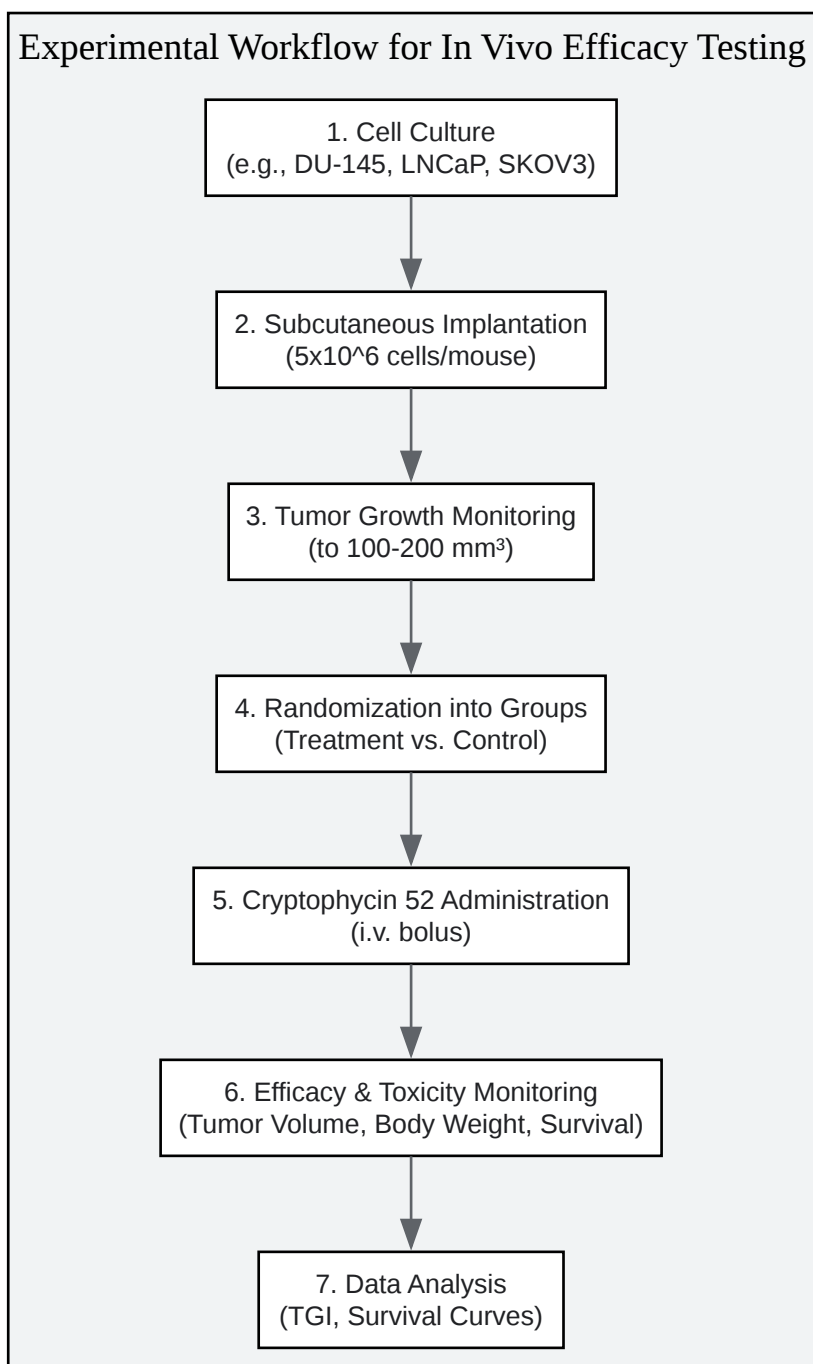 Experimental Workflow for In Vivo Efficacy Testing
1. Cell Culture
(e.g., DU-145, LNCaP, SKOV3)
2. Subcutaneous Implantation
(5x10^6 cells/mouse)
3. Tumor Growth Monitoring
(to 100-200 mm³)
4. Randomization into Groups
(Treatment vs. Control)
5. Cryptophycin 52 Administration
(i.v. bolus)
6. Efficacy & Toxicity Monitoring
(Tumor Volume, Body Weight, Survival)
7. Data Analysis
(TGI, Survival Curves)